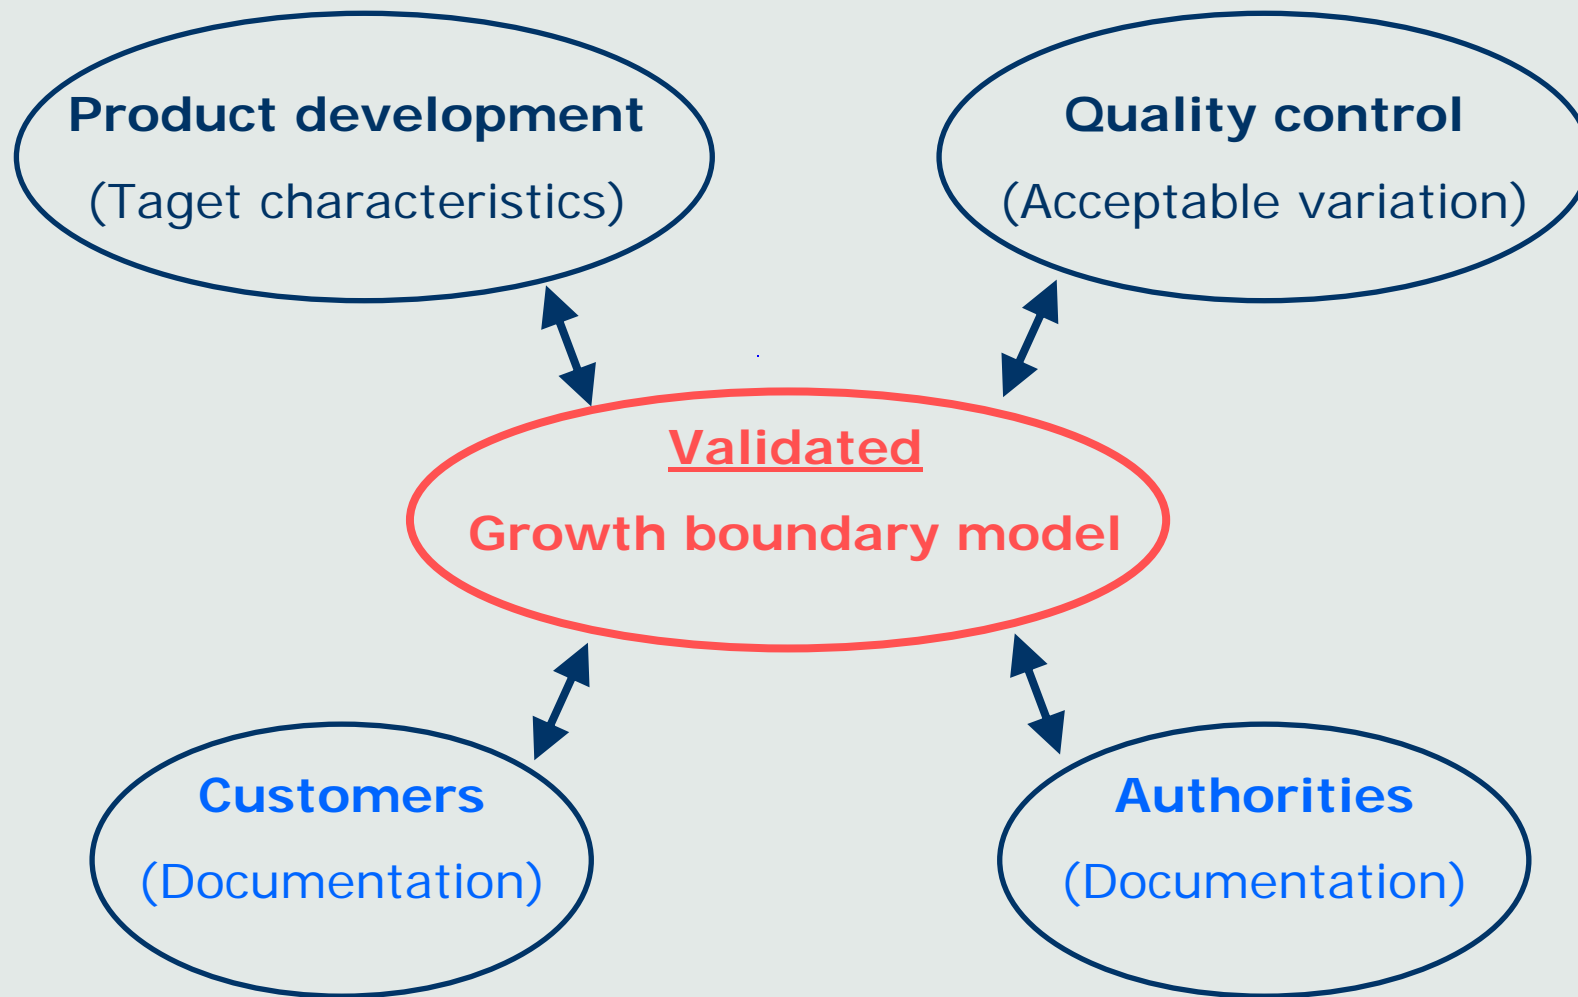 Product development
(Taget characteristics)
Quality control
(Acceptable variation)
Validated
Growth boundary model
Customers
(Documentation)
Authorities
(Documentation)